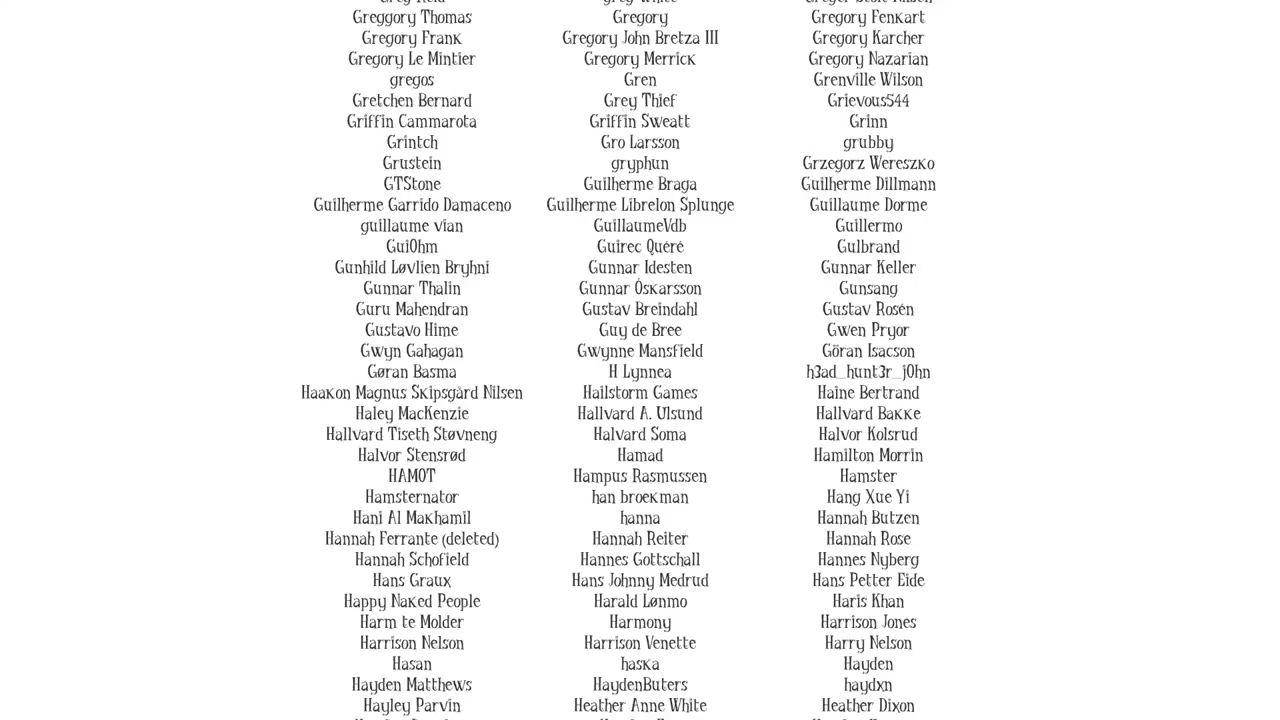 Greggory Thomas Gregory Gregory Fenkart
Gregory Frank Gregory John Bretza III Gregory Karcher
Gregory Le Mintier Gregory Merrick Gregory Nazarian
gregos Gren Grenville Wilson
Gretchen Bernard Grey Thief Grievous544
Griffin Cammarota Griffin Sweatt Grinn
Grintch Gro Larsson grubby
Grustein gryphun Grzegorz Wereszko
GTStone Guilherme Braga Guilherme Dillmann
Guilherme Garrido Damaceno Guilherme Librelon Splunge Guillaume Dorme
guillaume vian GuillaumeVdb Guillermo
Gui0hm Guirec Quéré Gulbrand
Gunhild Løvlien Bryhni Gunnar Idesten Gunnar Keller
Gunnar Thalin Gunnar Óskarsson Gunsang
Guru Mahendran Gustav Breindahl Gustav Rosén
Gustavo Hime Guy de Bree Gwen Pryor
Gwyn Gahagan Gwynne Mansfield Göran Isacson
Gøran Basma H Lynnea h3ad_hunt3r_j0hn
Haakon Magnus Skipsgård Nilsen Hailstorm Games Haine Bertrand
Haley MacKenzie Hallvard A. Ulsund Hallvard Bakke
Hallvard Tiseth Støvneng Halvard Soma Halvor Kolsrud
Halvor Stensrød Hamad Hamilton Morrin
HAMOT Hampus Rasmussen Hamster
Hamsternator han broekman Hang Xue Yi
Hani Al Makhamil hanna Hannah Butzen
Hannah Ferrante (deleted) Hannah Reiter Hannah Rose
Hannah Schofield Hannes Gottschall Hannes Nyberg
Hans Graux Hans Johnny Medrud Hans Petter Eide
Happy Naked People Harald Lønmo Haris Khan
Harm te Molder Harmony Harrison Jones
Harrison Nelson Harrison Venette Harry Nelson
Hasan haska Hayden
Hayden Matthews HaydenButers haydxn
Hayley Parvin Heather Anne White Heather Dixon